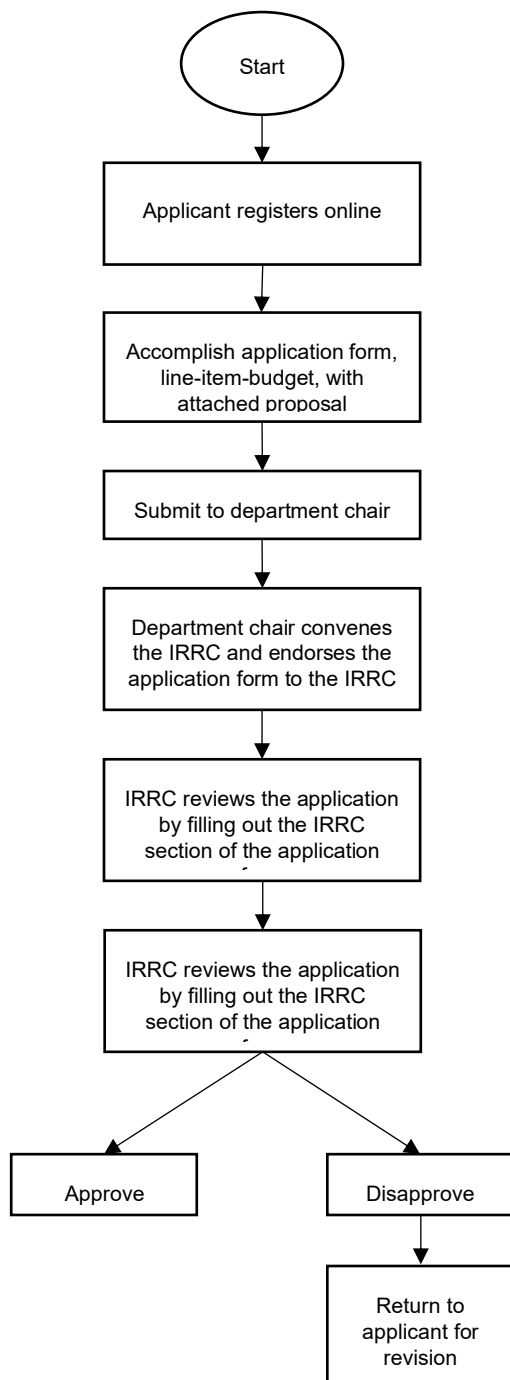 Start
Applicant registers online
Accomplish application form,
line-item-budget, with
attached proposal
Submit to department chair
Department chair convenes
the IRRC and endorses the
application form to the IRRC
IRRC reviews the application
by filling out the IRRC
section of the application
IRRC reviews the application
by filling out the IRRC
section of the application
Approve
Disapprove
Return to
applicant for
revision